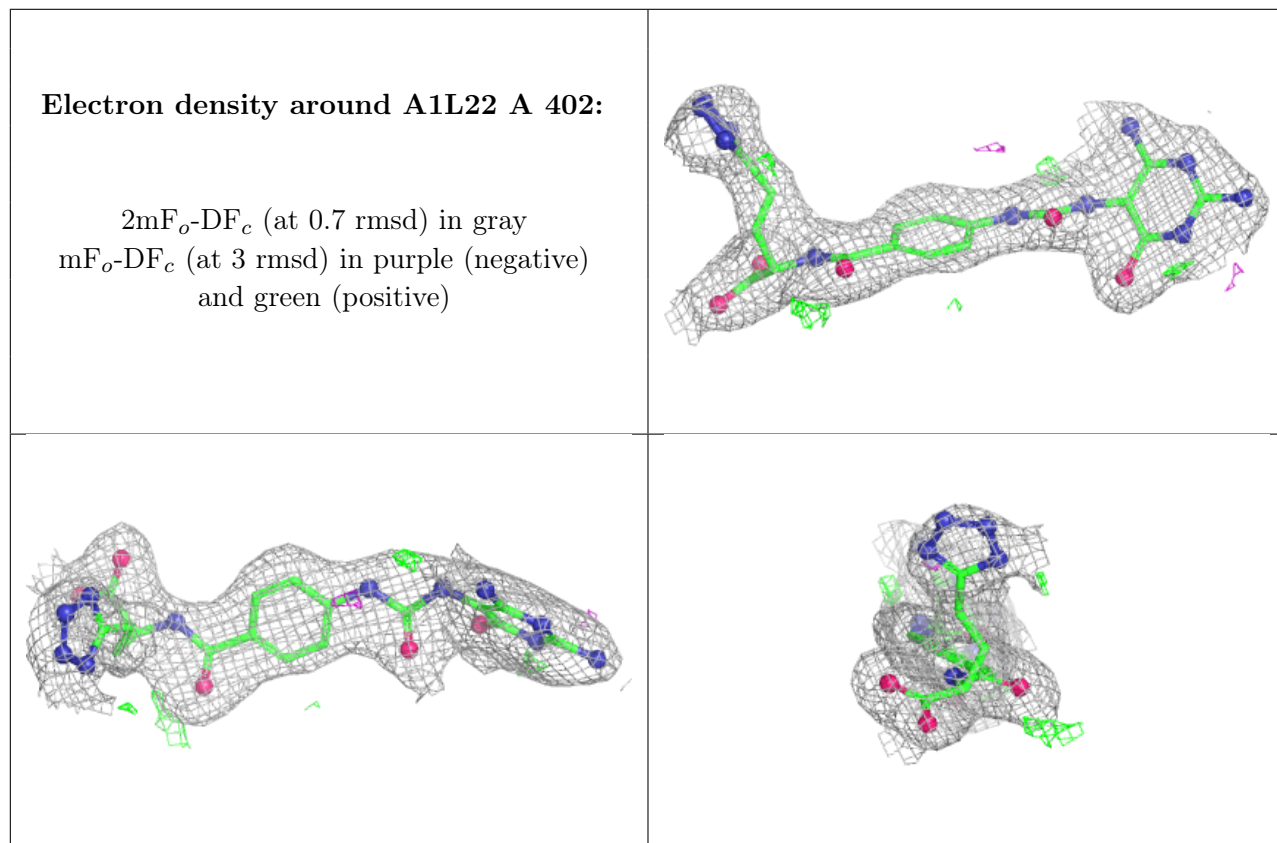 Electron density around A1L22 A 402:
2mFₒ-DF𝒸 (at 0.7 rmsd) in gray
mFₒ-DF𝒸 (at 3 rmsd) in purple (negative)
and green (positive)